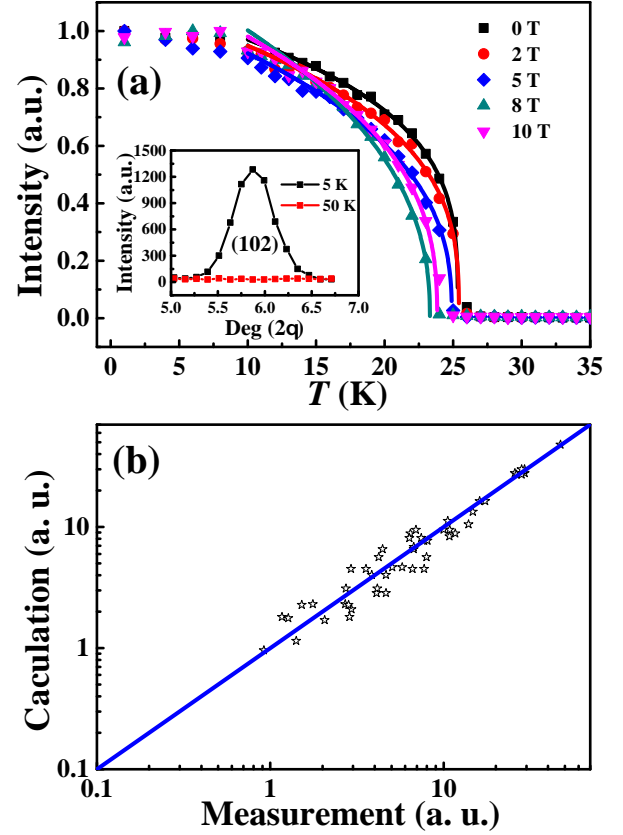 (a)
Intensity (a.u.)
1.0
0.8
0.6
0.4
0.2
0.0
0 T
2 T
5 T
8 T
10 T
Intensity (a.u.)
1500
1200
900
600
300
0
5 K
50 K
(102)
5.0 5.5 6.0 6.5 7.0
Deg (2q)
0 5 10 15 20 25 30 35
T (K)
(b)
Caculation (a. u.)
10
1
0.1
0.1 1 10
Measurement (a. u.)